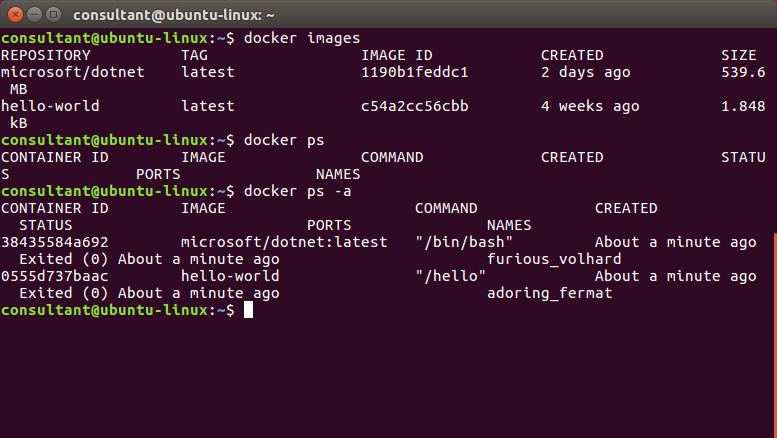 consultant@ubuntu-linux: ~
consultant@ubuntu-linux:~$ docker images
REPOSITORY          TAG                 IMAGE ID            CREATED             SIZE
microsoft/dotnet    latest              1190b1feddc1        2 days ago          539.6
 MB
hello-world         latest              c54a2cc56cbb        4 weeks ago         1.848
 kB
consultant@ubuntu-linux:~$ docker ps
CONTAINER ID        IMAGE               COMMAND             CREATED             STATU
S              PORTS               NAMES
consultant@ubuntu-linux:~$ docker ps -a
CONTAINER ID        IMAGE                     COMMAND             CREATED
  STATUS                          PORTS               NAMES
38435584a692        microsoft/dotnet:latest   "/bin/bash"         About a minute ago
  Exited (0) About a minute ago                       furious_volhard
0555d737baac        hello-world               "/hello"            About a minute ago
  Exited (0) About a minute ago                       adoring_fermat
consultant@ubuntu-linux:~$